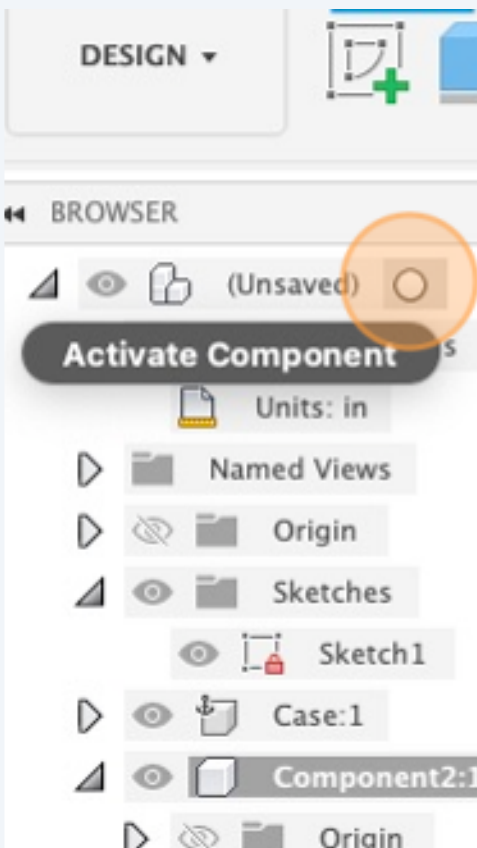 DESIGN
BROWSER
(Unsaved)
Activate Component
Units: in
Named Views
Origin
Sketches
Sketch1
Case:1
Component2:1
Origin